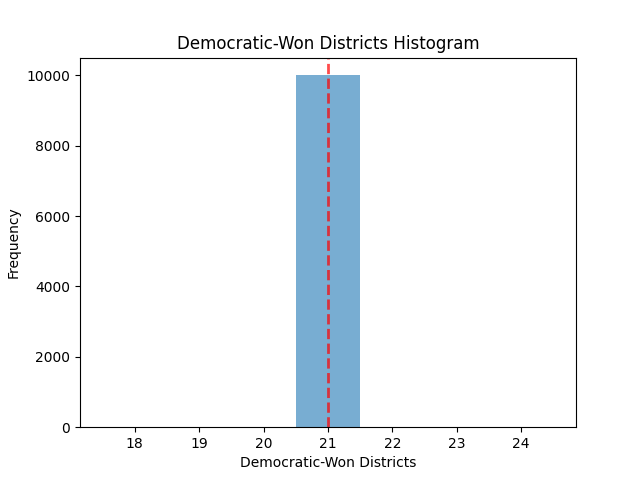 Democratic-Won Districts Histogram
10000
8000
6000
4000
2000
0
Frequency
18 19 20 21 22 23 24
Democratic-Won Districts